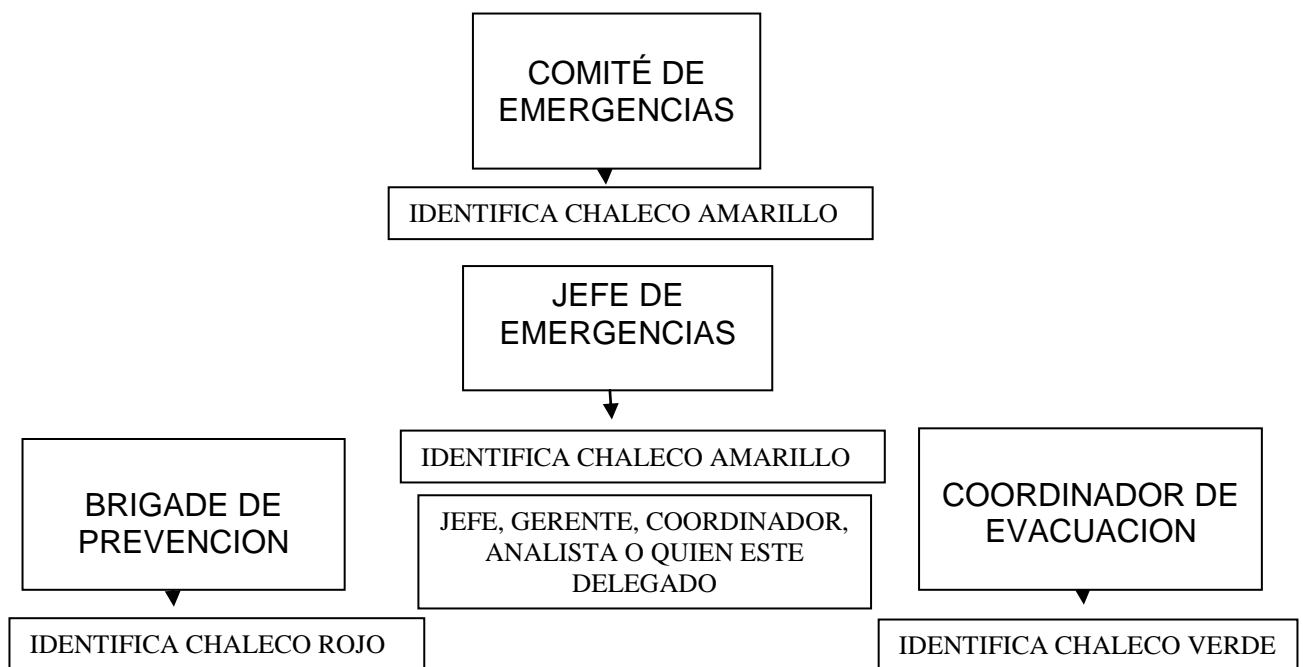 COMITÉ DE
EMERGENCIAS
IDENTIFICA CHALECO AMARILLO
JEFE DE
EMERGENCIAS
IDENTIFICA CHALECO AMARILLO
JEFE, GERENTE, COORDINADOR,
ANALISTA O QUIEN ESTE
DELEGADO
BRIGADE DE
PREVENCION
IDENTIFICA CHALECO ROJO
COORDINADOR DE
EVACUACION
IDENTIFICA CHALECO VERDE